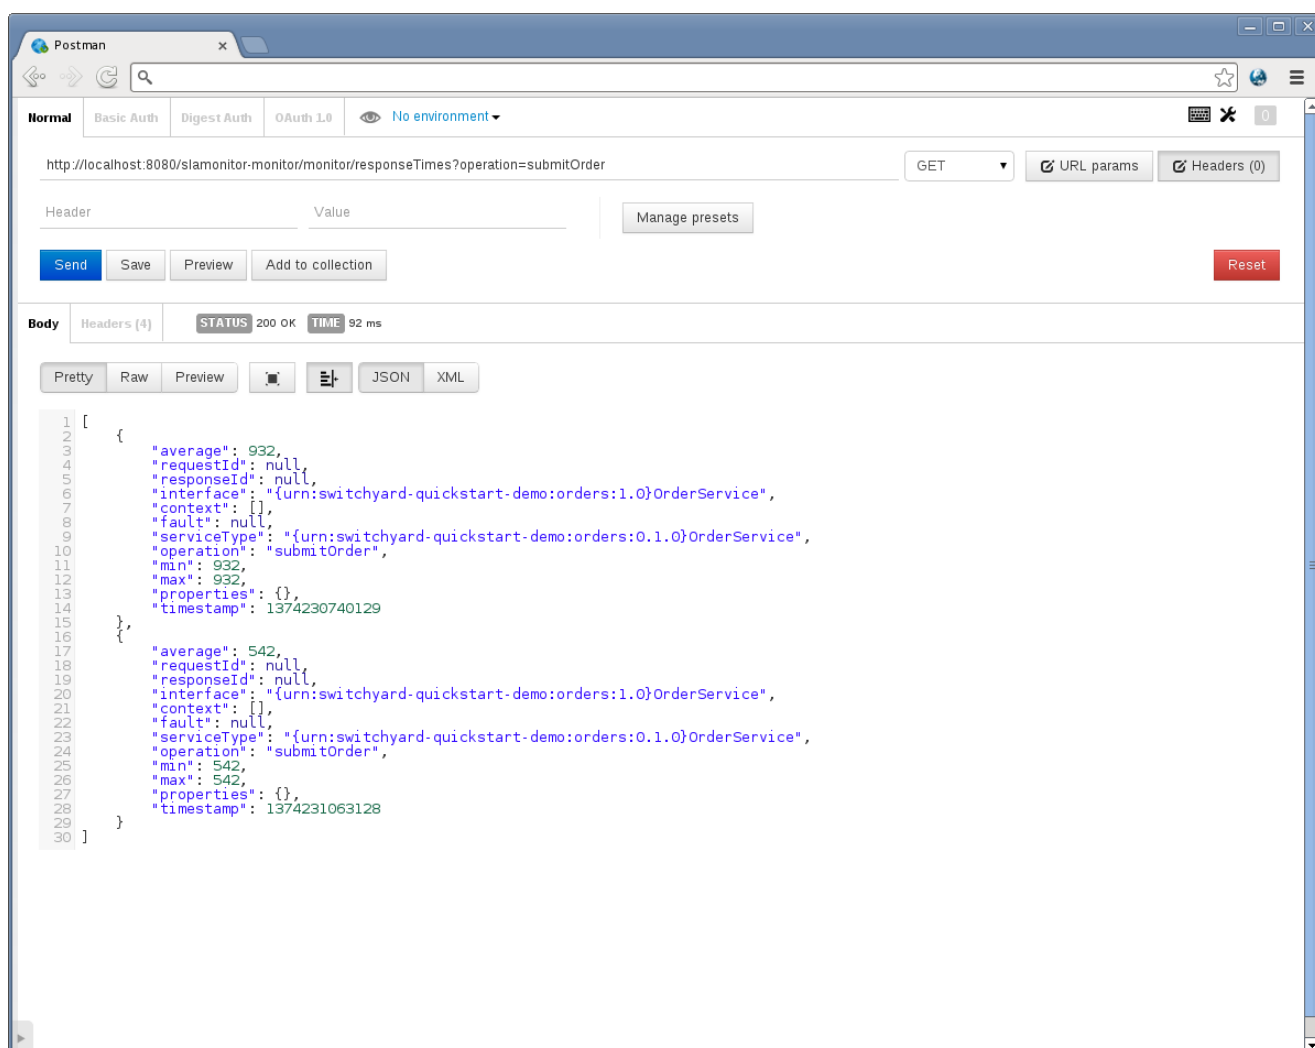 Postman
Normal Basic Auth Digest Auth OAuth 1.0 No environment 0
http://localhost:8080/slamonitor-monitor/monitor/responseTimes?operation=submitOrder GET URL params Headers (0)
Header Value Manage presets
Send Save Preview Add to collection Reset
Body Headers (4) STATUS 200 OK TIME 92 ms
Pretty Raw Preview JSON XML
1 [
2 {
3 "average": 932,
4 "requestId": null,
5 "responseId": null,
6 "interface": "{urn:switchyard-quickstart-demo:orders:1.0}OrderService",
7 "context": [],
8 "fault": null,
9 "serviceType": "{urn:switchyard-quickstart-demo:orders:0.1.0}OrderService",
10 "operation": "submitOrder",
11 "min": 932,
12 "max": 932,
13 "properties": {},
14 "timestamp": 1374230740129
15 },
16 {
17 "average": 542,
18 "requestId": null,
19 "responseId": null,
20 "interface": "{urn:switchyard-quickstart-demo:orders:1.0}OrderService",
21 "context": [],
22 "fault": null,
23 "serviceType": "{urn:switchyard-quickstart-demo:orders:0.1.0}OrderService",
24 "operation": "submitOrder",
25 "min": 542,
26 "max": 542,
27 "properties": {},
28 "timestamp": 1374231063128
29 }
30 ]